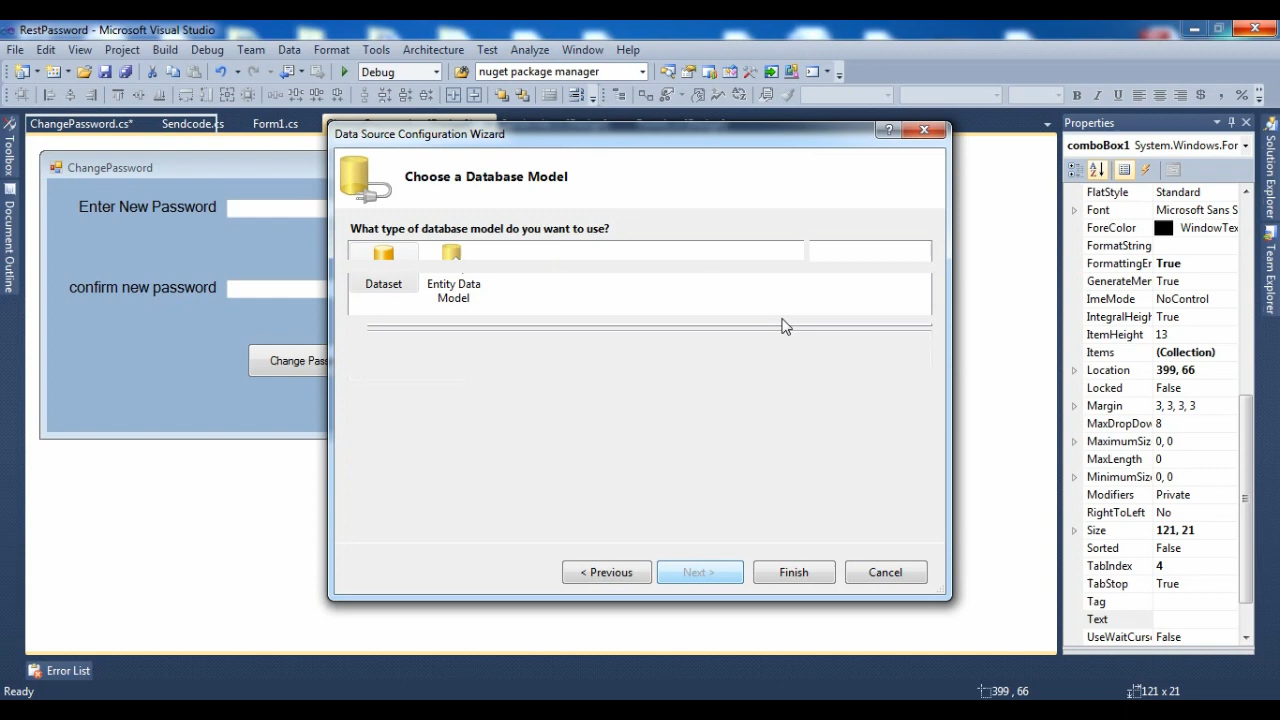 RestPassword - Microsoft Visual Studio
File Edit View Project Build Debug Team Data Format Tools Architecture Test Analyze Window Help
Debug nuget package manager
ChangePassword.cs* Sendcode.cs Form1.cs
Toolbox
Document Outline
ChangePassword
Enter New Password
confirm new password
Change Pas
Data Source Configuration Wizard
Choose a Database Model
What type of database model do you want to use?
Dataset
Entity Data
Model
< Previous Next > Finish Cancel
Properties
comboBox1 System.Windows.For
FlatStyle Standard
Font Microsoft Sans S
ForeColor WindowTex
FormatString
FormattingEr True
GenerateMem True
ImeMode NoControl
IntegralHeigh True
ItemHeight 13
Items (Collection)
Location 399, 66
Locked False
Margin 3, 3, 3, 3
MaxDropDow 8
MaximumSiz 0, 0
MaxLength 0
MinimumSize 0, 0
Modifiers Private
RightToLeft No
Size 121, 21
Sorted False
TabIndex 4
TabStop True
Tag
Text
UseWaitCurs False
Solution Explorer
Team Explorer
Error List
Ready 399 , 66 121 x 21